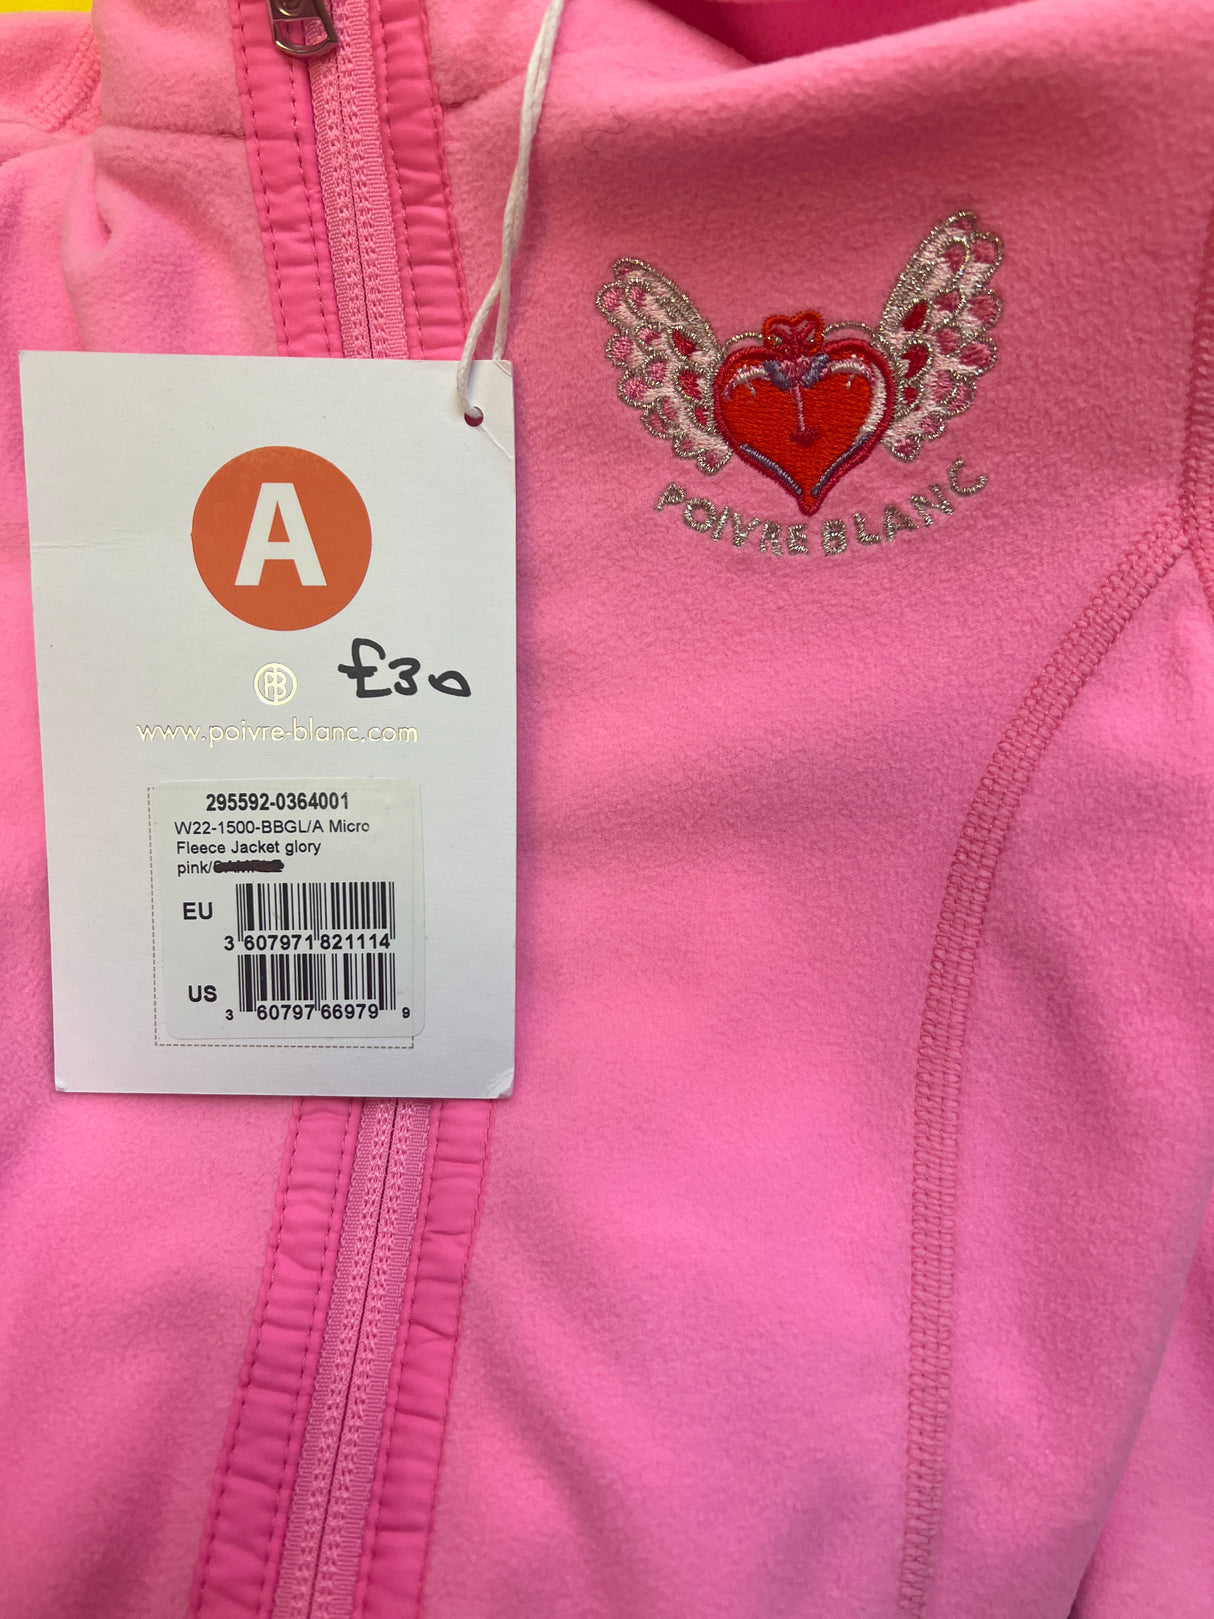 POIVRE BLANC
A
£30
PB
www.poivre-blanc.com
295592-0364001
W22-1500-BBGL/A Micro
Fleece Jacket glory
pink/
EU
3 607971 821114
US
3 60797 66979 9